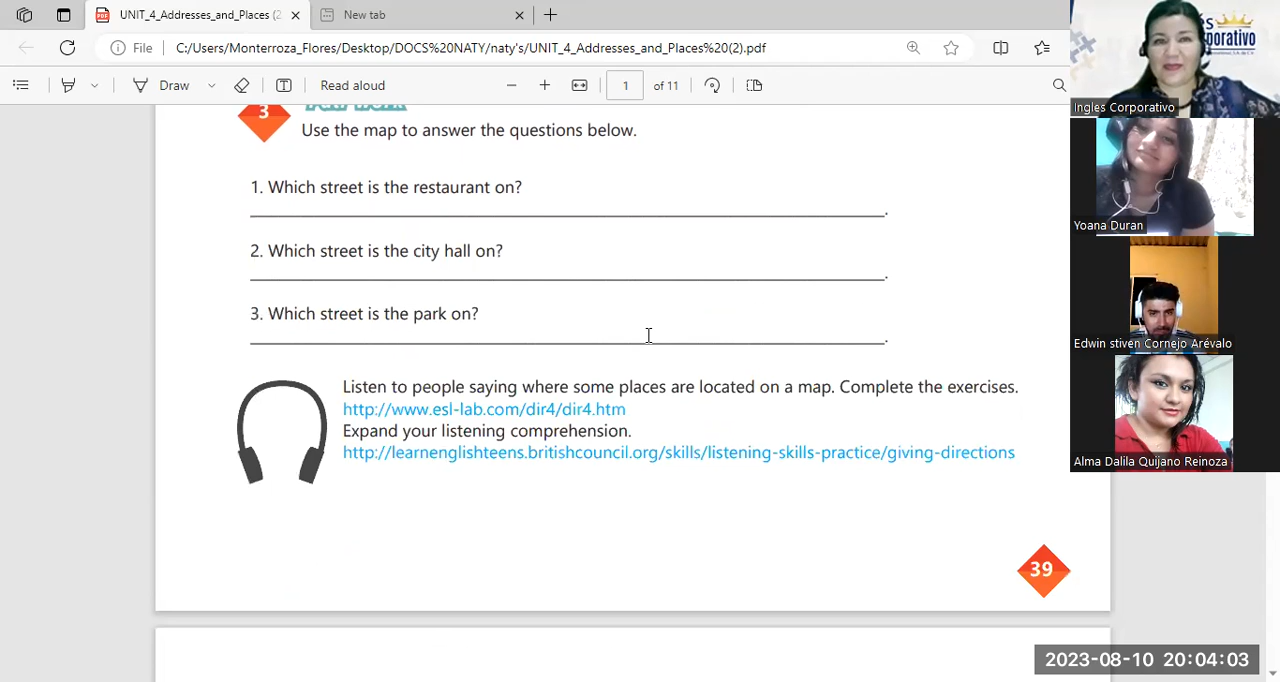 UNIT_4_Addresses_and_Places (2
New tab
File
C:/Users/Monterroza_Flores/Desktop/DOCS%20NATY/naty's/UNIT_4_Addresses_and_Places%20(2).pdf
Draw
Read aloud
1
of 11
3
Use the map to answer the questions below.
1. Which street is the restaurant on?
2. Which street is the city hall on?
3. Which street is the park on?
Listen to people saying where some places are located on a map. Complete the exercises.
http://www.esl-lab.com/dir4/dir4.htm
Expand your listening comprehension.
http://learnenglishteens.britishcouncil.org/skills/listening-skills-practice/giving-directions
39
Ingles Corporativo
Yoana Duran
Edwin stiven Cornejo Arévalo
Alma Dalila Quijano Reinoza
2023-08-10 20:04:03